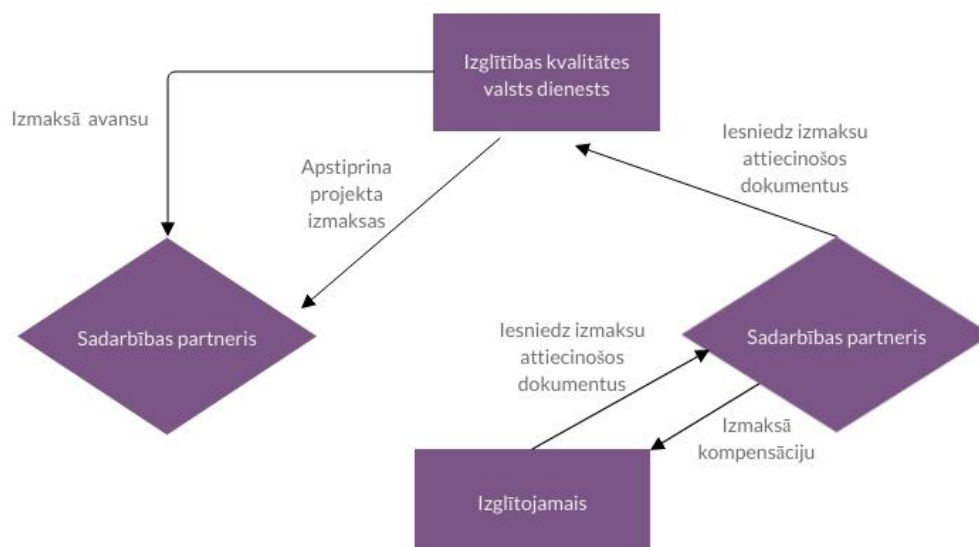 Izglītības kvalitātes
valsts dienests
Izmaksā avansu
Iesniedz izmaksu
attiecinošos
dokumentus
Apstiprina
projekta
izmaksas
Sadarbības partneris
Sadarbības partneris
Iesniedz izmaksu
attiecinošos
dokumentus
Izmaksā
kompensāciju
Izglītojamais